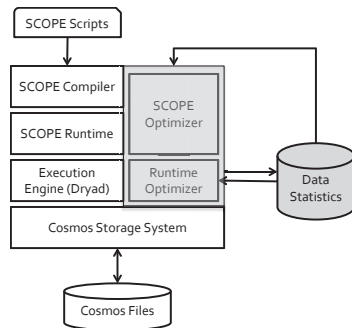 SCOPE Scripts
SCOPE Compiler
SCOPE
Optimizer
SCOPE Runtime
Execution
Engine (Dryad)
Runtime
Optimizer
Data
Statistics
Cosmos Storage System
Cosmos Files